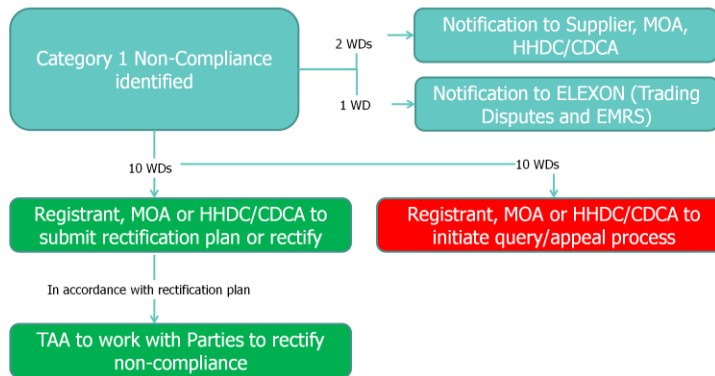 Category 1 Non-Compliance
identified
2 WDs
Notification to Supplier, MOA,
HHDC/CDCA
1 WD
Notification to ELEXON (Trading
Disputes and EMRS)
10 WDs
10 WDs
Registrant, MOA or HHDC/CDCA to
submit rectification plan or rectify
Registrant, MOA or HHDC/CDCA to
initiate query/appeal process
In accordance with rectification plan
TAA to work with Parties to rectify
non-compliance